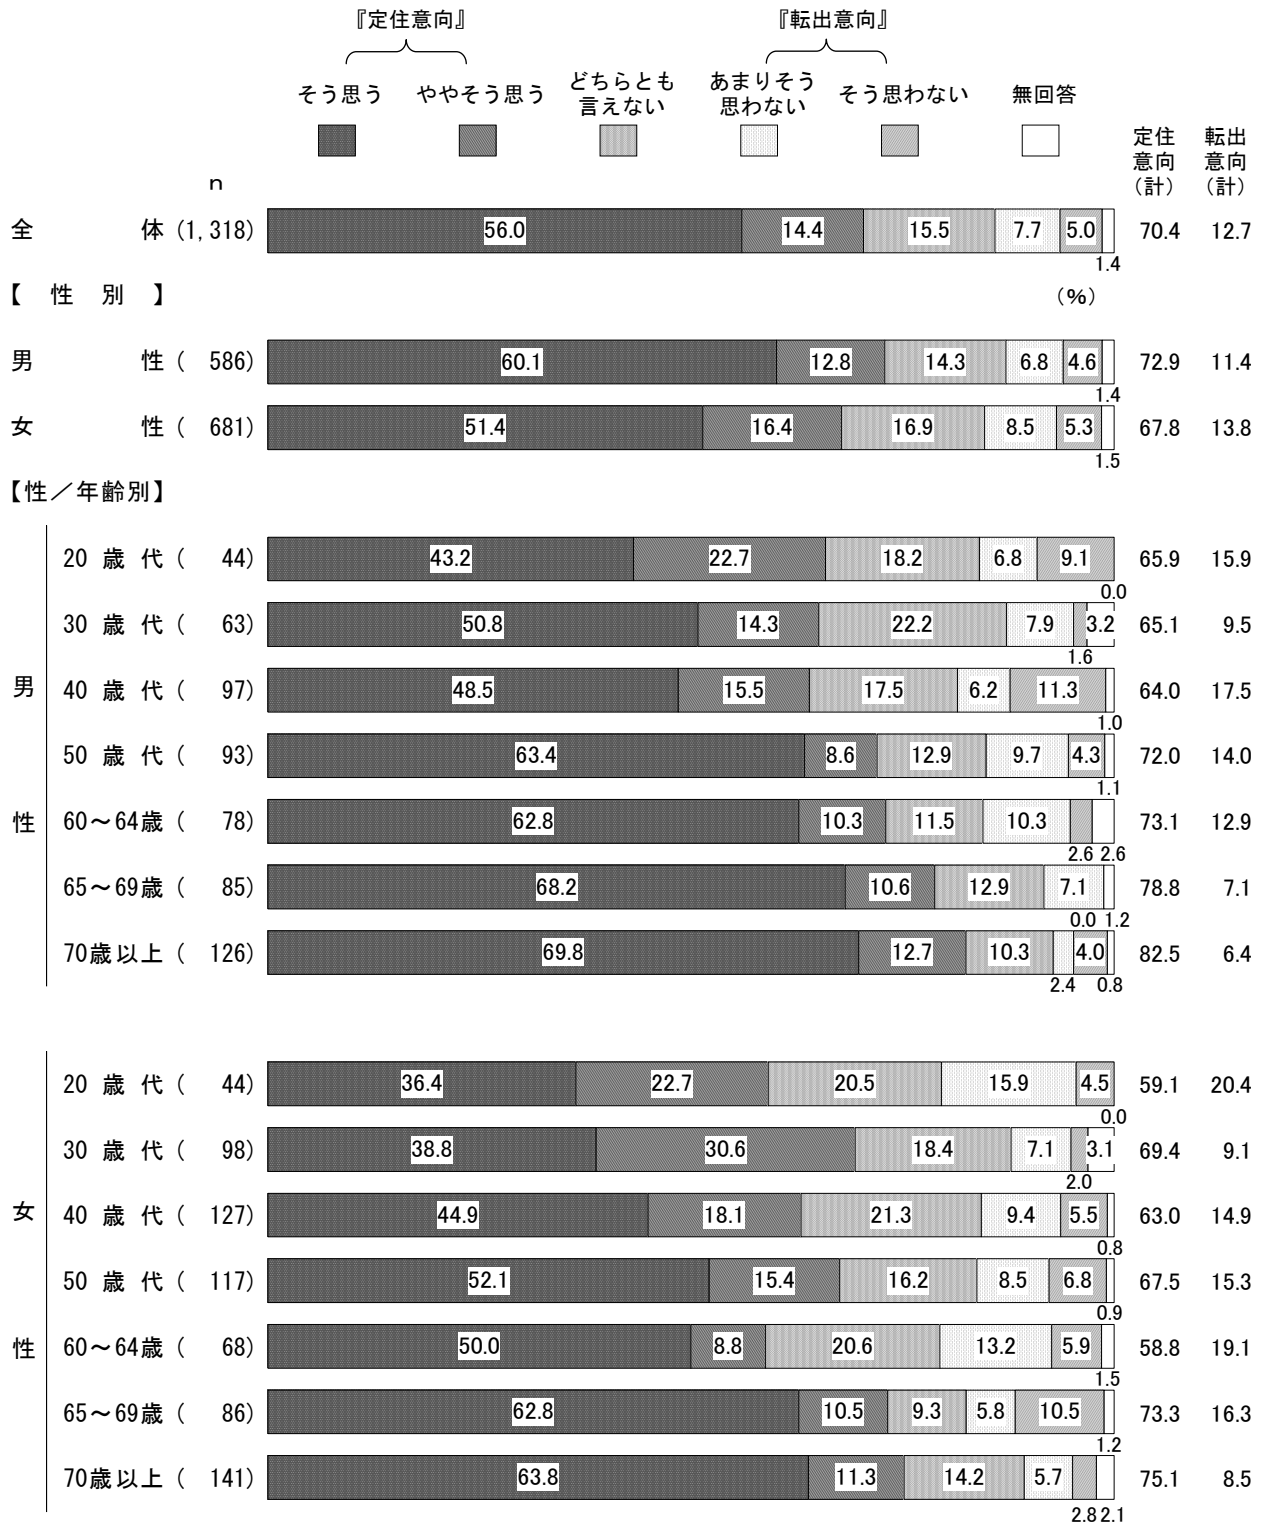 『定住意向』 『転出意向』
そう思う ややそう思う どちらとも言えない あまりそう思わない そう思わない 無回答
定住意向（計） 転出意向（計）
ｎ
全体 (1,318) 56.0 14.4 15.5 7.7 5.0 1.4 70.4 12.7
【性別】 （％）
男性 ( 586) 60.1 12.8 14.3 6.8 4.6 1.4 72.9 11.4
女性 ( 681) 51.4 16.4 16.9 8.5 5.3 1.5 67.8 13.8
【性／年齢別】
男性
20歳代 ( 44) 43.2 22.7 18.2 6.8 9.1 0.0 65.9 15.9
30歳代 ( 63) 50.8 14.3 22.2 7.9 1.6 3.2 65.1 9.5
40歳代 ( 97) 48.5 15.5 17.5 6.2 11.3 1.0 64.0 17.5
50歳代 ( 93) 63.4 8.6 12.9 9.7 4.3 1.1 72.0 14.0
60～64歳 ( 78) 62.8 10.3 11.5 10.3 2.6 2.6 73.1 12.9
65～69歳 ( 85) 68.2 10.6 12.9 7.1 0.0 1.2 78.8 7.1
70歳以上 ( 126) 69.8 12.7 10.3 2.4 4.0 0.8 82.5 6.4
女性
20歳代 ( 44) 36.4 22.7 20.5 15.9 4.5 0.0 59.1 20.4
30歳代 ( 98) 38.8 30.6 18.4 7.1 2.0 3.1 69.4 9.1
40歳代 ( 127) 44.9 18.1 21.3 9.4 5.5 0.8 63.0 14.9
50歳代 ( 117) 52.1 15.4 16.2 8.5 6.8 0.9 67.5 15.3
60～64歳 ( 68) 50.0 8.8 20.6 13.2 5.9 1.5 58.8 19.1
65～69歳 ( 86) 62.8 10.5 9.3 5.8 10.5 1.2 73.3 16.3
70歳以上 ( 141) 63.8 11.3 14.2 5.7 2.8 2.1 75.1 8.5